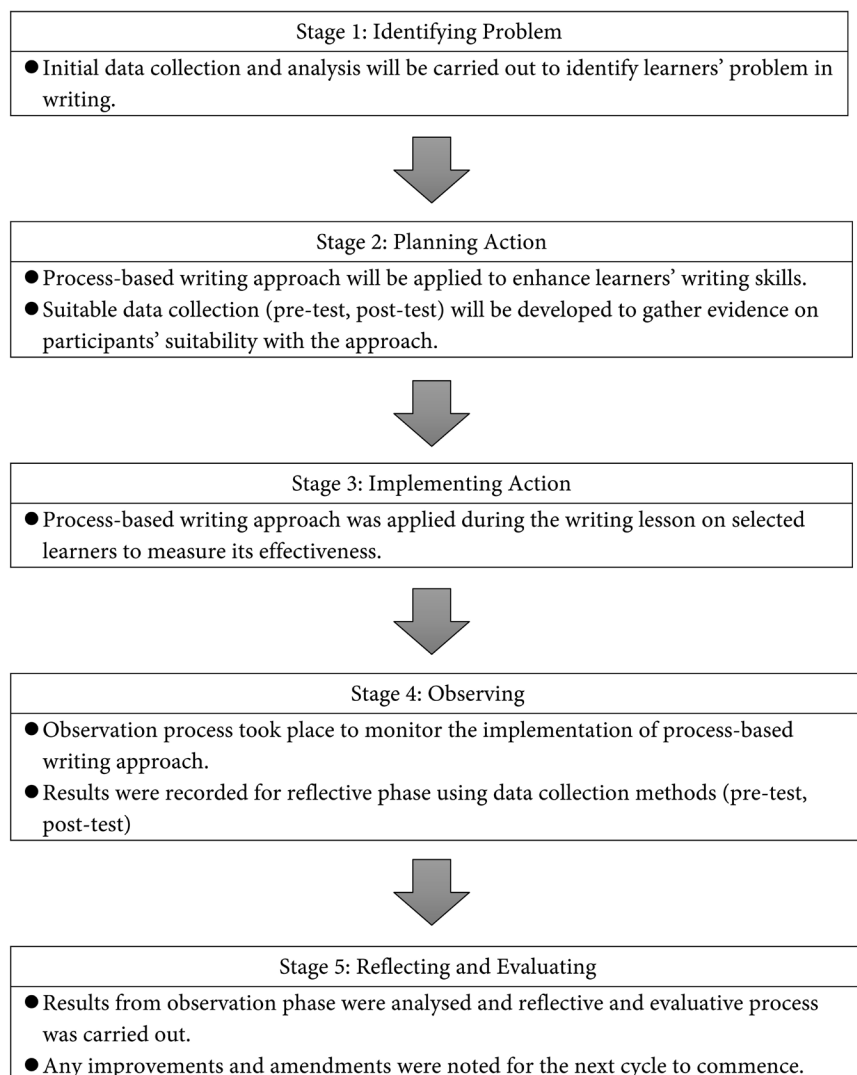 Stage 1: Identifying Problem
● Initial data collection and analysis will be carried out to identify learners’ problem in
writing.
Stage 2: Planning Action
● Process-based writing approach will be applied to enhance learners’ writing skills.
● Suitable data collection (pre-test, post-test) will be developed to gather evidence on
participants’ suitability with the approach.
Stage 3: Implementing Action
● Process-based writing approach was applied during the writing lesson on selected
learners to measure its effectiveness.
Stage 4: Observing
● Observation process took place to monitor the implementation of process-based
writing approach.
● Results were recorded for reflective phase using data collection methods (pre-test,
post-test)
Stage 5: Reflecting and Evaluating
● Results from observation phase were analysed and reflective and evaluative process
was carried out.
● Any improvements and amendments were noted for the next cycle to commence.